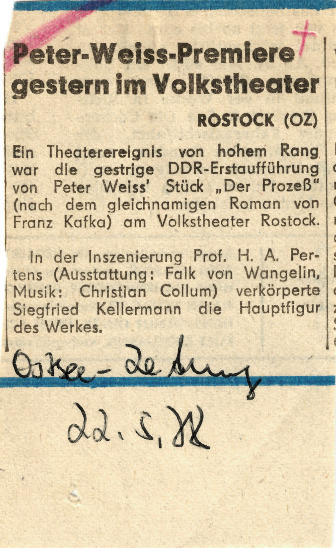 Peter-Weiss-Premiere
gestern im Volkstheater
ROSTOCK (OZ)
Ein Theaterereignis von hohem Rang
war die gestrige DDR-Erstaufführung
von Peter Weiss' Stück „Der Prozeß"
(nach dem gleichnamigen Roman von
Franz Kafka) am Volkstheater Rostock.
In der Inszenierung Prof. H. A. Per-
tens (Ausstattung: Falk von Wangelin,
Musik: Christian Collum) verkörperte
Siegfried Kellermann die Hauptfigur
des Werkes.
Ostsee-Zeitung
22.5.78